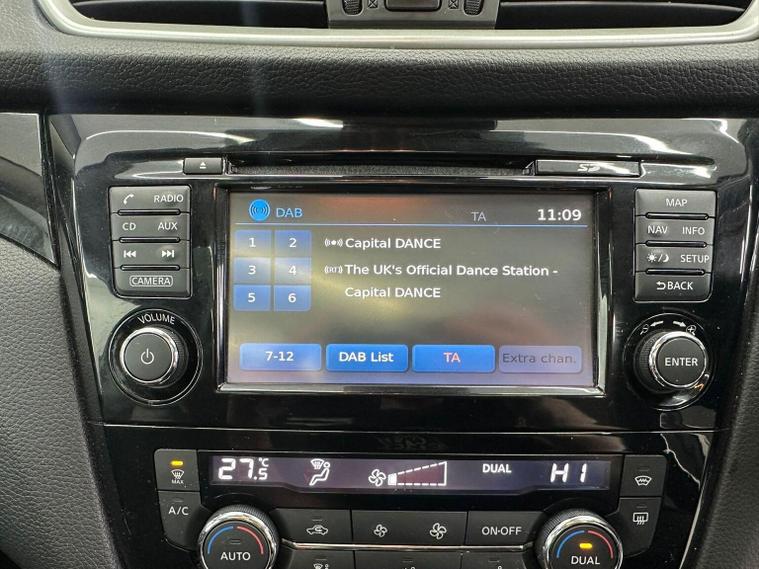 RADIO
CD AUX
CAMERA
VOLUME
SD
DAB TA 11:09
1 2 Capital DANCE
3 4 The UK's Official Dance Station -
5 6 Capital DANCE
7-12 DAB List TA Extra chan.
MAP
NAV INFO
SETUP
BACK
ENTER
MAX
27.5°C DUAL HI
A/C
AUTO
ON·OFF
DUAL